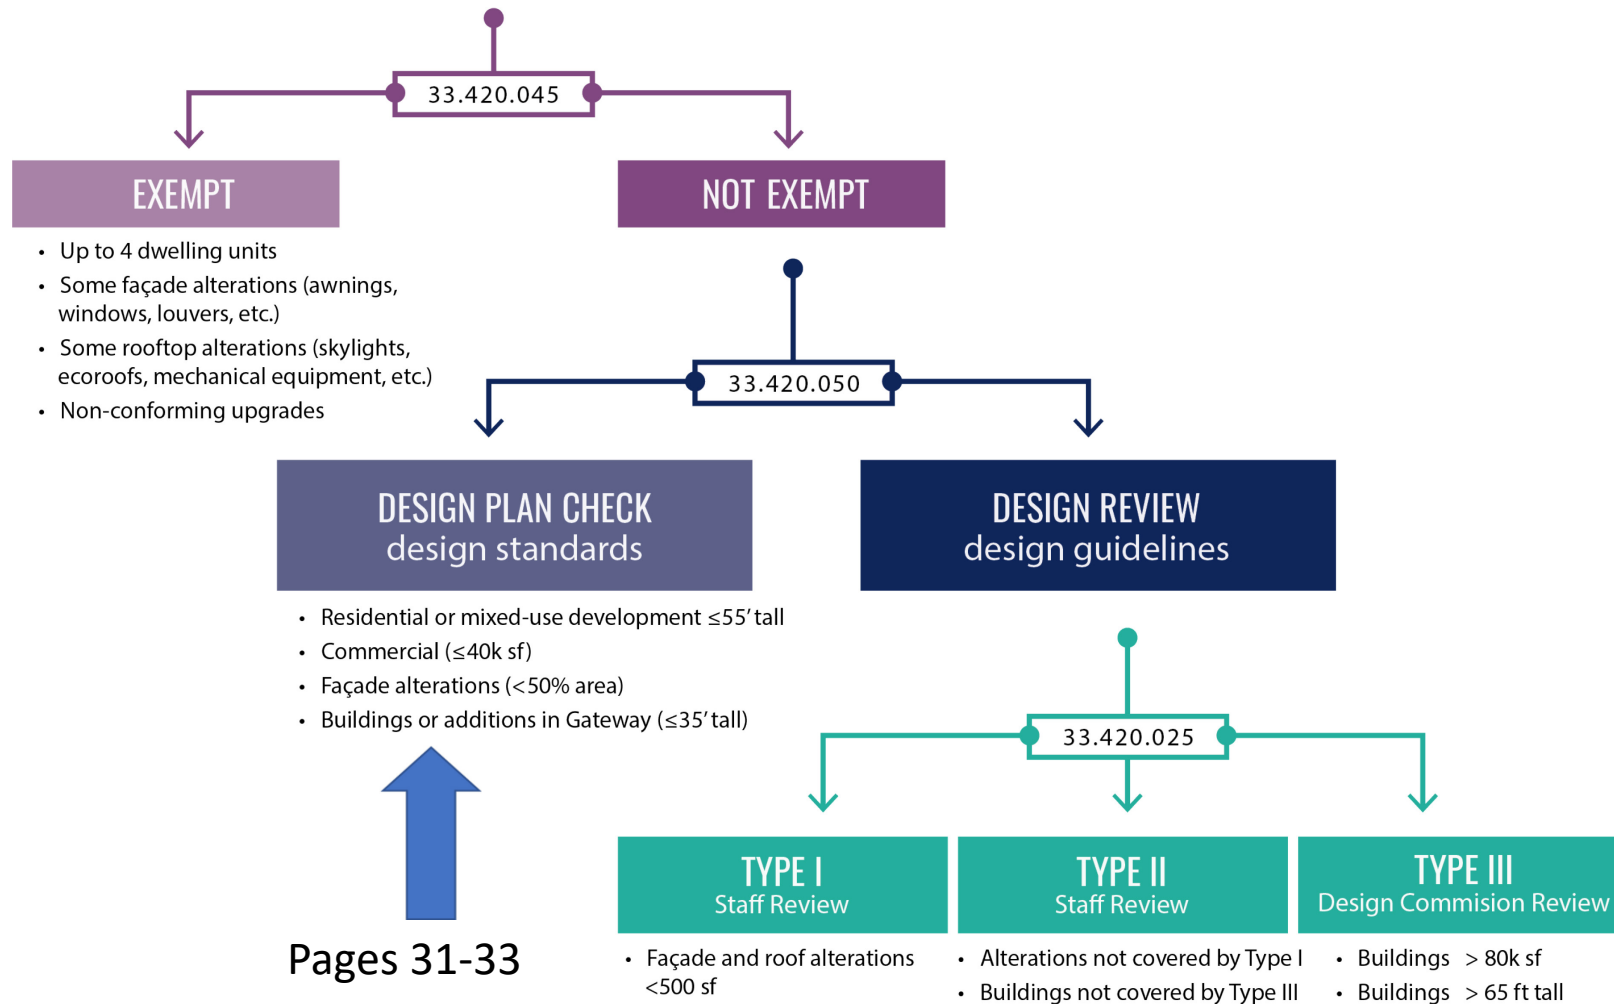 33.420.045
EXEMPT
NOT EXEMPT
• Up to 4 dwelling units
• Some façade alterations (awnings,
windows, louvers, etc.)
• Some rooftop alterations (skylights,
ecoroofs, mechanical equipment, etc.)
• Non-conforming upgrades
33.420.050
DESIGN PLAN CHECK
design standards
DESIGN REVIEW
design guidelines
• Residential or mixed-use development ≤55’ tall
• Commercial (≤40k sf)
• Façade alterations (<50% area)
• Buildings or additions in Gateway (≤35’ tall)
Pages 31-33
33.420.025
TYPE I
Staff Review
• Façade and roof alterations
<500 sf
TYPE II
Staff Review
• Alterations not covered by Type I
• Buildings not covered by Type III
TYPE III
Design Commision Review
• Buildings > 80k sf
• Buildings > 65 ft tall